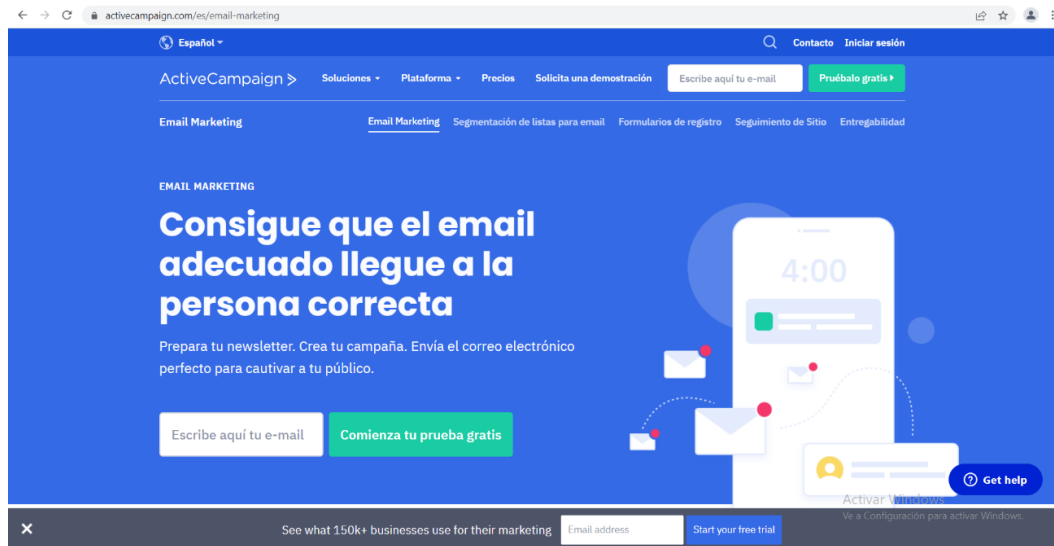 activecampaign.com/es/email-marketing
Español
Contacto Iniciar sesión
ActiveCampaign
Soluciones Plataforma Precios Solicita una demostración Escribe aquí tu e-mail Pruébalo gratis
Email Marketing
Email Marketing Segmentación de listas para email Formularios de registro Seguimiento de Sitio Entregabilidad
EMAIL MARKETING
Consigue que el email
adecuado llegue a la
persona correcta
Prepara tu newsletter. Crea tu campaña. Envía el correo electrónico
perfecto para cautivar a tu público.
Escribe aquí tu e-mail Comienza tu prueba gratis
4:00
Get help
Activar Windows
Ve a Configuración para activar Windows.
See what 150k+ businesses use for their marketing Email address Start your free trial